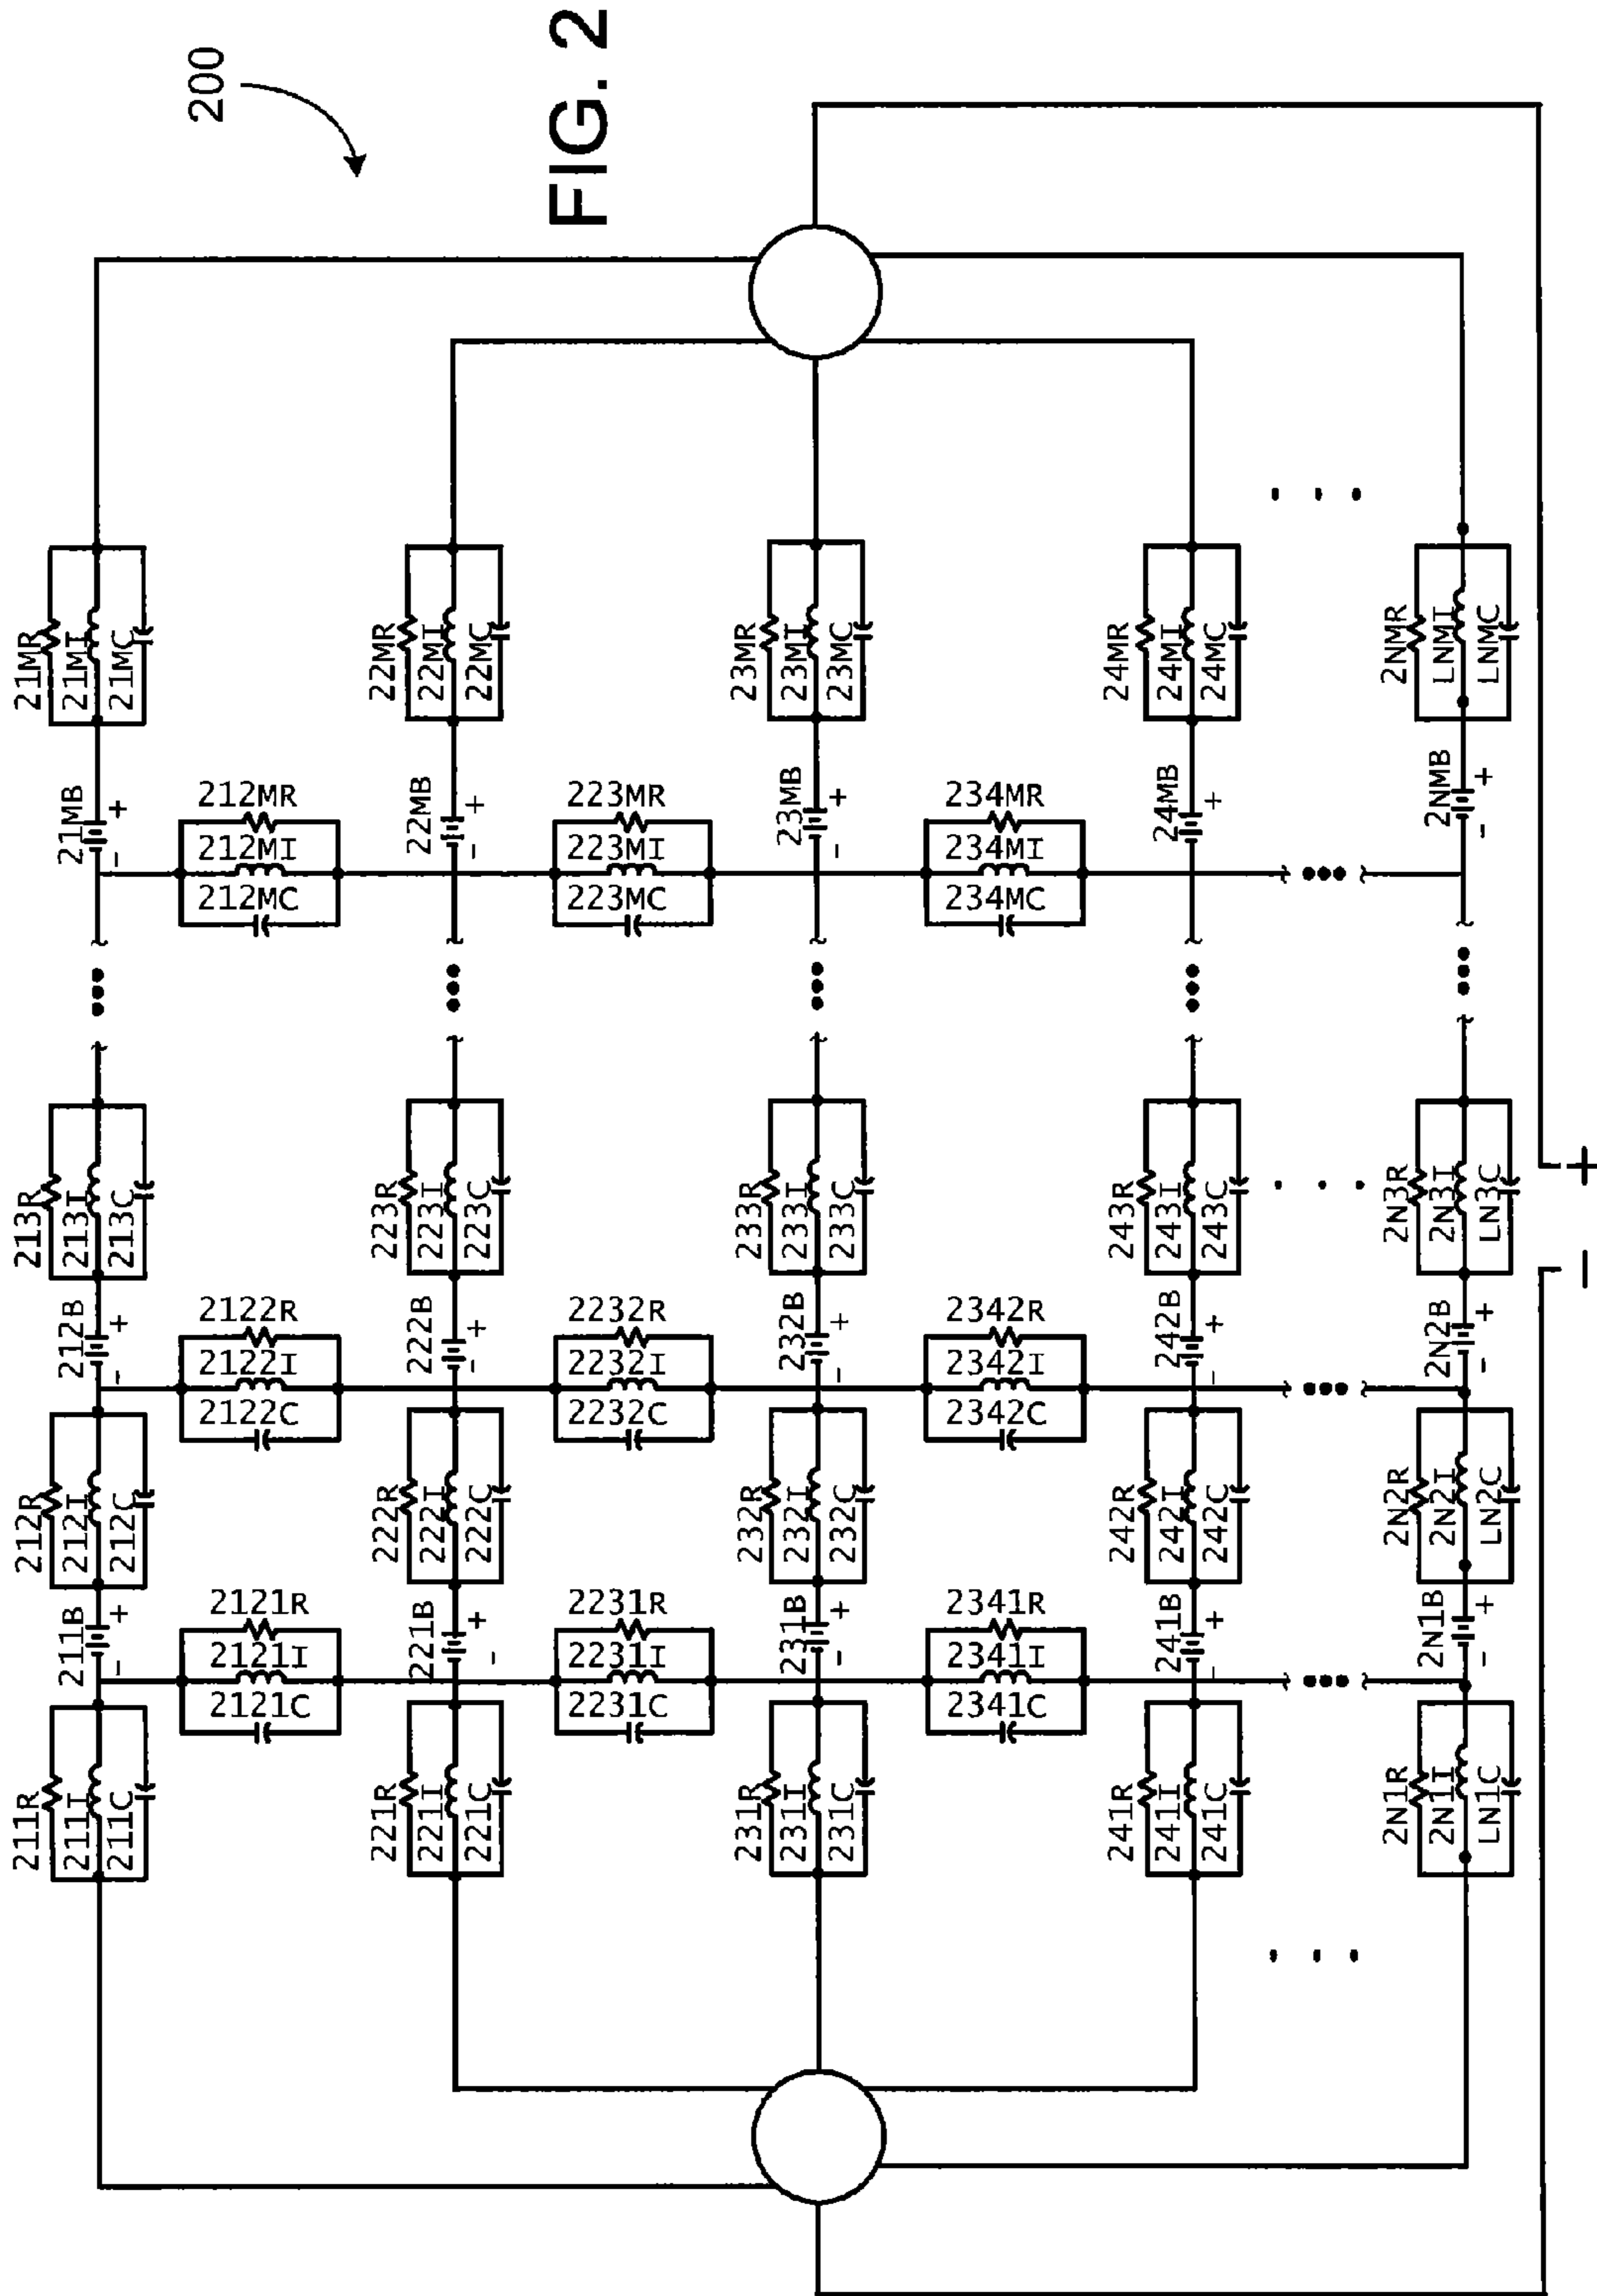 200
FIG. 2
21MR
21MI
21MC
22MR
22MI
22MC
23MR
23MI
23MC
24MR
24MI
24MC
2NMR
LNMI
LNMC
21MB
+
-
212MR
212MI
212MC
22MB
+
-
223MR
223MI
223MC
23MB
+
-
234MR
234MI
234MC
24MB
+
2NMB
+
-
213R
213I
213C
223R
223I
223C
233R
233I
233C
243R
243I
243C
2N3R
2N3I
LN3C
+
-
212B
+
-
2122R
2122I
2122C
222B
+
-
2232R
2232I
2232C
232B
+
-
2342R
2342I
2342C
242B
+
-
2N2B
+
-
212R
212I
212C
222R
222I
222C
232R
232I
232C
242R
242I
242C
2N2R
2N2I
LN2C
211B
+
-
2121R
2121I
2121C
221B
+
-
2231R
2231I
2231C
231B
+
-
2341R
2341I
2341C
241B
+
-
2N1B
+
-
211R
211I
211C
221R
221I
221C
231R
231I
231C
241R
241I
241C
2N1R
2N1I
LN1C